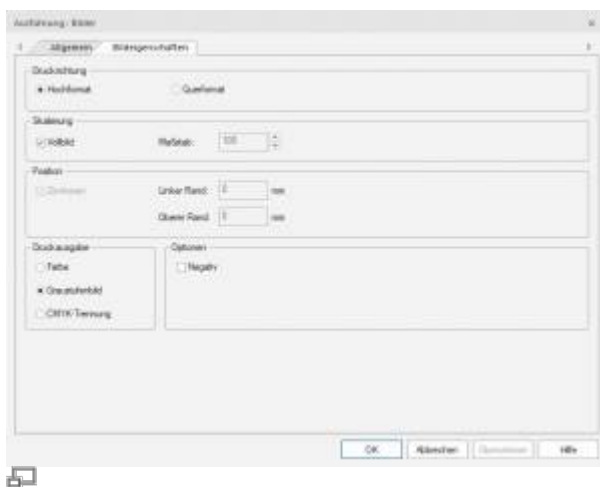 Ausführung: Bilder
Allgemein Bildeigenschaften
Druckrichtung
Hochformat Querformat
Skalierung
Vollbild Maßstab: 100
Position
Zentrieren Linker Rand: 0 mm
Oberer Rand: 0 mm
Druckausgabe Optionen
Farbe Negativ
Graustufenbild
CMYK-Trennung
OK Abbrechen Übernehmen Hilfe